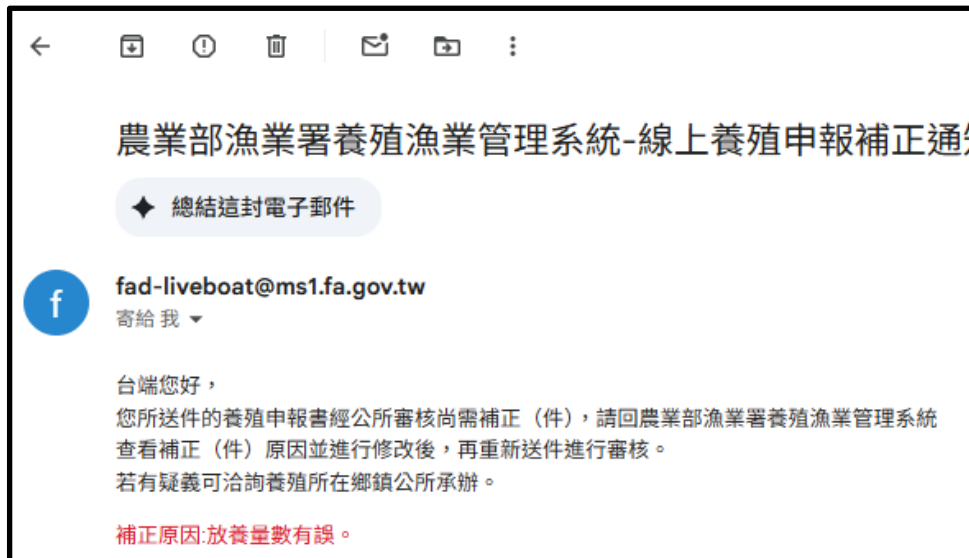 農業部漁業署養殖漁業管理系統-線上養殖申報補正通
總結這封電子郵件
f
fad-liveboat@ms1.fa.gov.tw
寄給 我
台端您好，
您所送件的養殖申報書經公所審核尚需補正（件），請回農業部漁業署養殖漁業管理系統
查看補正（件）原因並進行修改後，再重新送件進行審核。
若有疑義可洽詢養殖所在鄉鎮公所承辦。
補正原因:放養量數有誤。